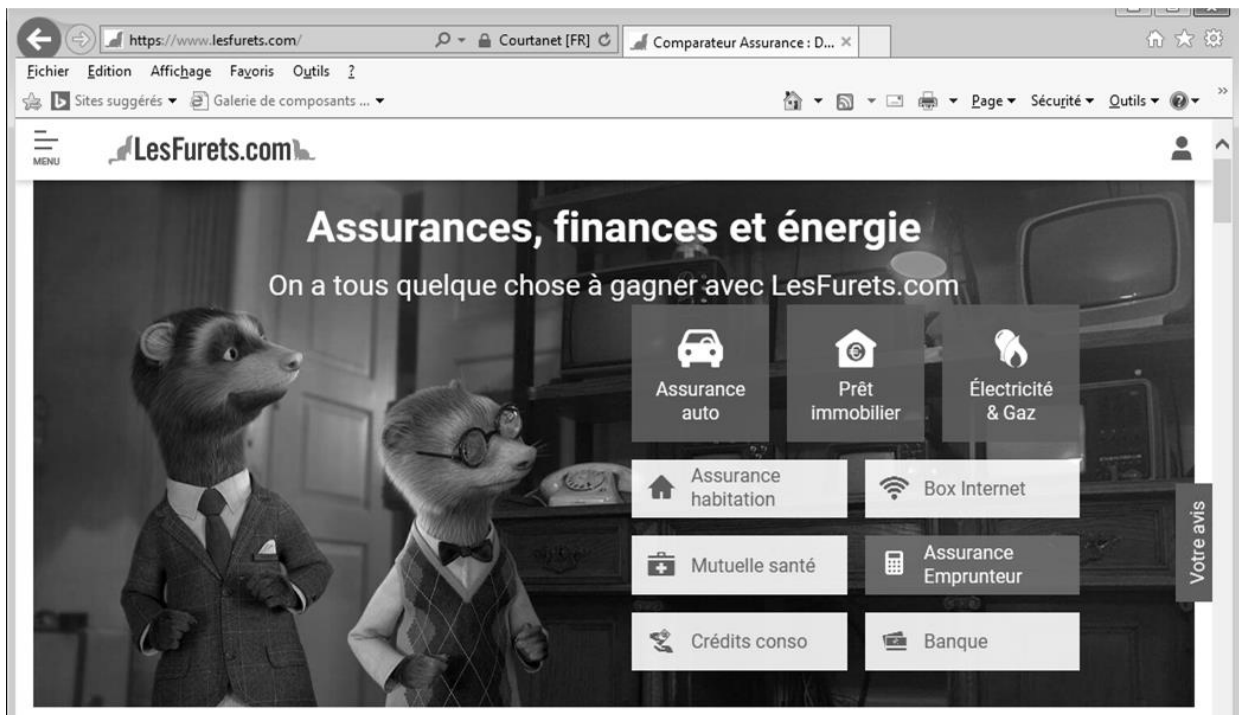 https://www.lesfurets.com/
Courtanet [FR]
Comparateur Assurance : D...
Eichier Edition Affichage Favoris Outils ?
Sites suggérés
Galerie de composants ...
Page
Sécurité
Outils
MENU
LesFurets.com
Assurances, finances et énergie
On a tous quelque chose à gagner avec LesFurets.com
Assurance
auto
Prêt
immobilier
Électricité
& Gaz
Assurance
habitation
Box Internet
Mutuelle santé
Assurance
Emprunteur
Crédits conso
Banque
Votre avis